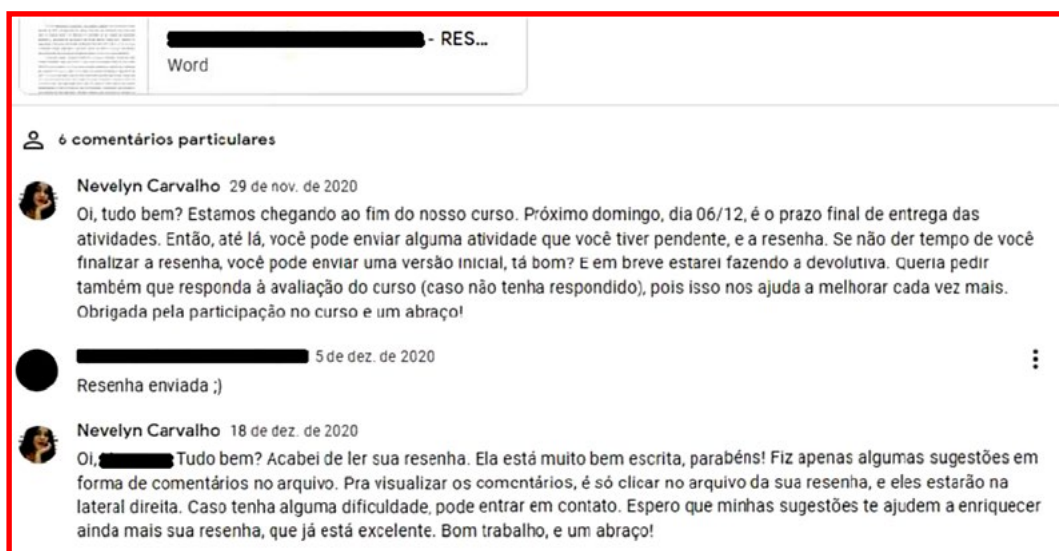 - RES...
Word
6 comentários particulares
Nevelyn Carvalho 29 de nov. de 2020
Oi, tudo bem? Estamos chegando ao fim do nosso curso. Próximo domingo, dia 06/12, é o prazo final de entrega das
atividades. Então, até lá, você pode enviar alguma atividade que você tiver pendente, e a resenha. Se não der tempo de você
finalizar a resenha, você pode enviar uma versão inicial, tá bom? E em breve estarei fazendo a devolutiva. Queria pedir
também que responda à avaliação do curso (caso não tenha respondido), pois isso nos ajuda a melhorar cada vez mais.
Obrigada pela participação no curso e um abraço!
5 de dez. de 2020
Resenha enviada ;)
Nevelyn Carvalho 18 de dez. de 2020
Oi, Tudo bem? Acabei de ler sua resenha. Ela está muito bem escrita, parabéns! Fiz apenas algumas sugestões em
forma de comentários no arquivo. Pra visualizar os comentários, é só clicar no arquivo da sua resenha, e eles estarão na
lateral direita. Caso tenha alguma dificuldade, pode entrar em contato. Espero que minhas sugestões te ajudem a enriquecer
ainda mais sua resenha, que já está excelente. Bom trabalho, e um abraço!